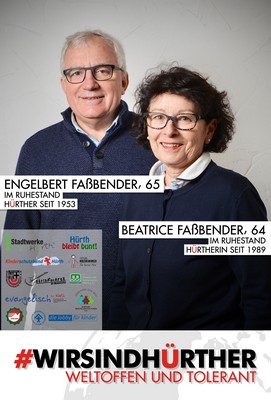 ENGELBERT FAẞBENDER, 65
IM RUHESTAND
HÜRTHER SEIT 1953
BEATRICE FAẞBENDER, 64
IM RUHESTAND
HÜRTHERIN SEIT 1989
Stadtwerke
Hürth
bleibt bunt!
evangelisch
#WIRSINDHÜRTHER
WELTOFFEN UND TOLERANT